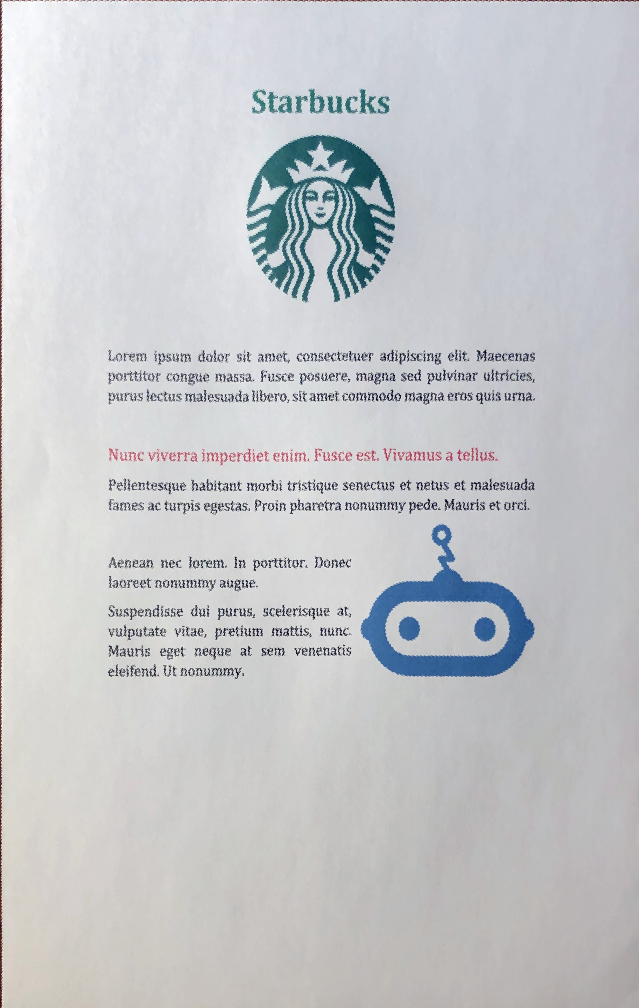 Starbucks
Lorem ipsum dolor sit amet, consectetuer adipiscing elit. Maecenas
porttitor congue massa. Fusce posuere, magna sed pulvinar ultricies,
purus lectus malesuada libero, sit amet commodo magna eros quis urna.
Nunc viverra imperdiet enim. Fusce est. Vivamus a tellus.
Pellentesque habitant morbi tristique senectus et netus et malesuada
fames ac turpis egestas. Proin pharetra nonummy pede. Mauris et orci.
Aenean nec lorem. In porttitor. Donec
laoreet nonummy augue.
Suspendisse dui purus, scelerisque at,
vulputate vitae, pretium mattis, nunc.
Mauris eget neque at sem venenatis
eleifend. Ut nonummy.